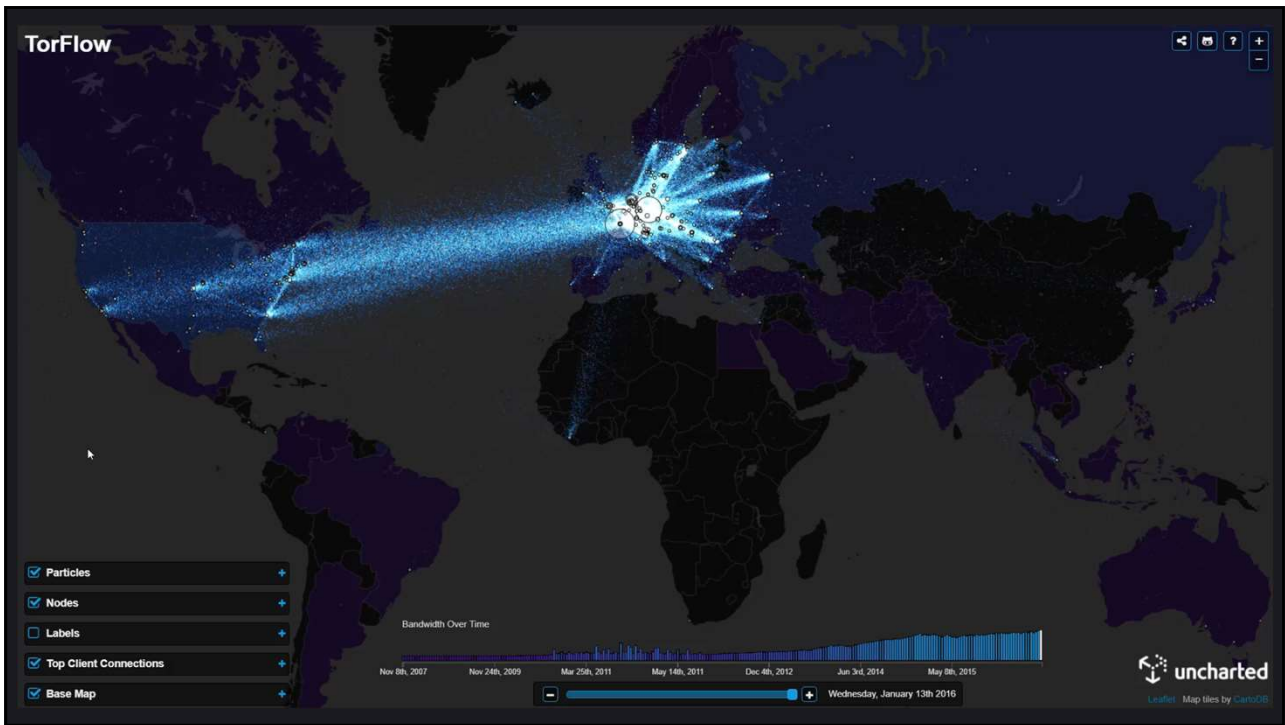 TorFlow
?
+
−
Particles +
Nodes +
Labels +
Top Client Connections +
Base Map +
Bandwidth Over Time
Nov 8th, 2007 Nov 24th, 2009 Mar 25th, 2011 May 14th, 2011 Dec 4th, 2012 Jun 3rd, 2014 May 8th, 2015
− + Wednesday, January 13th 2016
uncharted
Leaflet Map tiles by CartoDB